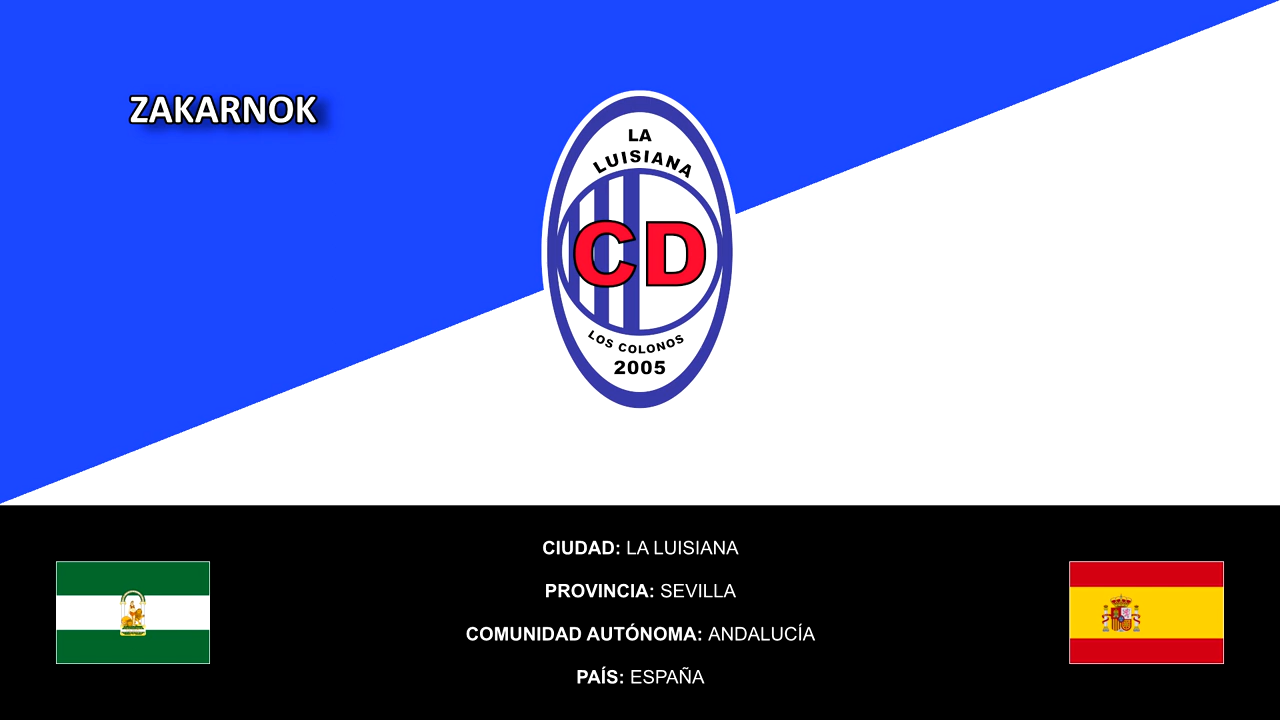 ZAKARNOK
LA
LUISIANA
CD
LOS COLONOS
2005
CIUDAD: LA LUISIANA
PROVINCIA: SEVILLA
COMUNIDAD AUTÓNOMA: ANDALUCÍA
PAÍS: ESPAÑA